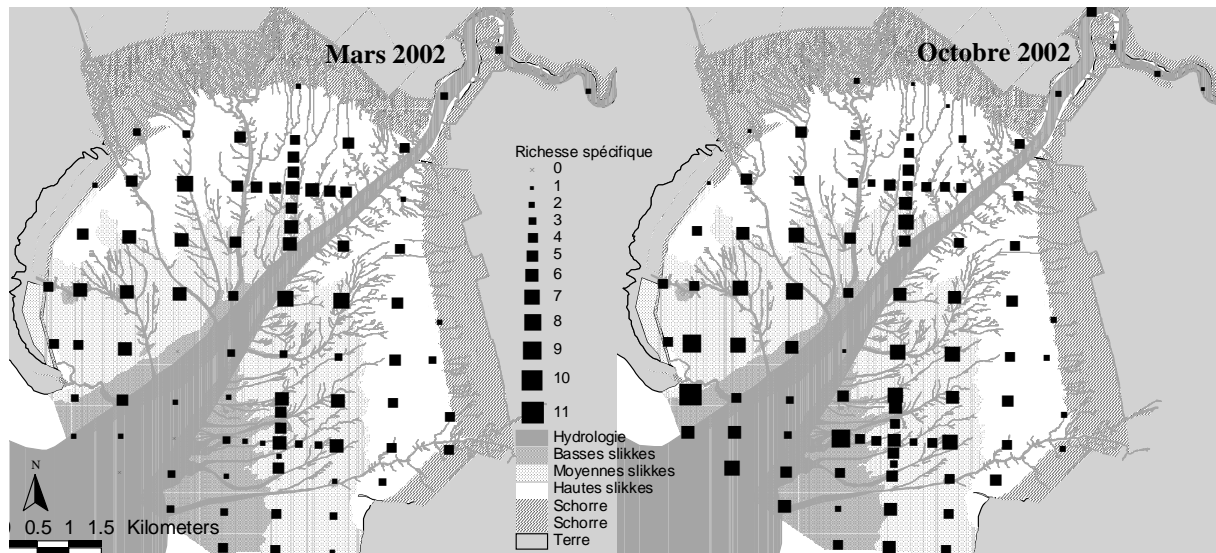 Mars 2002
Octobre 2002
Richesse spécifique
0
1
2
3
4
5
6
7
8
9
10
11
Hydrologie
Basses slikkes
Moyennes slikkes
Hautes slikkes
Schorre
Schorre
Terre
N
0 0.5 1 1.5 Kilometers